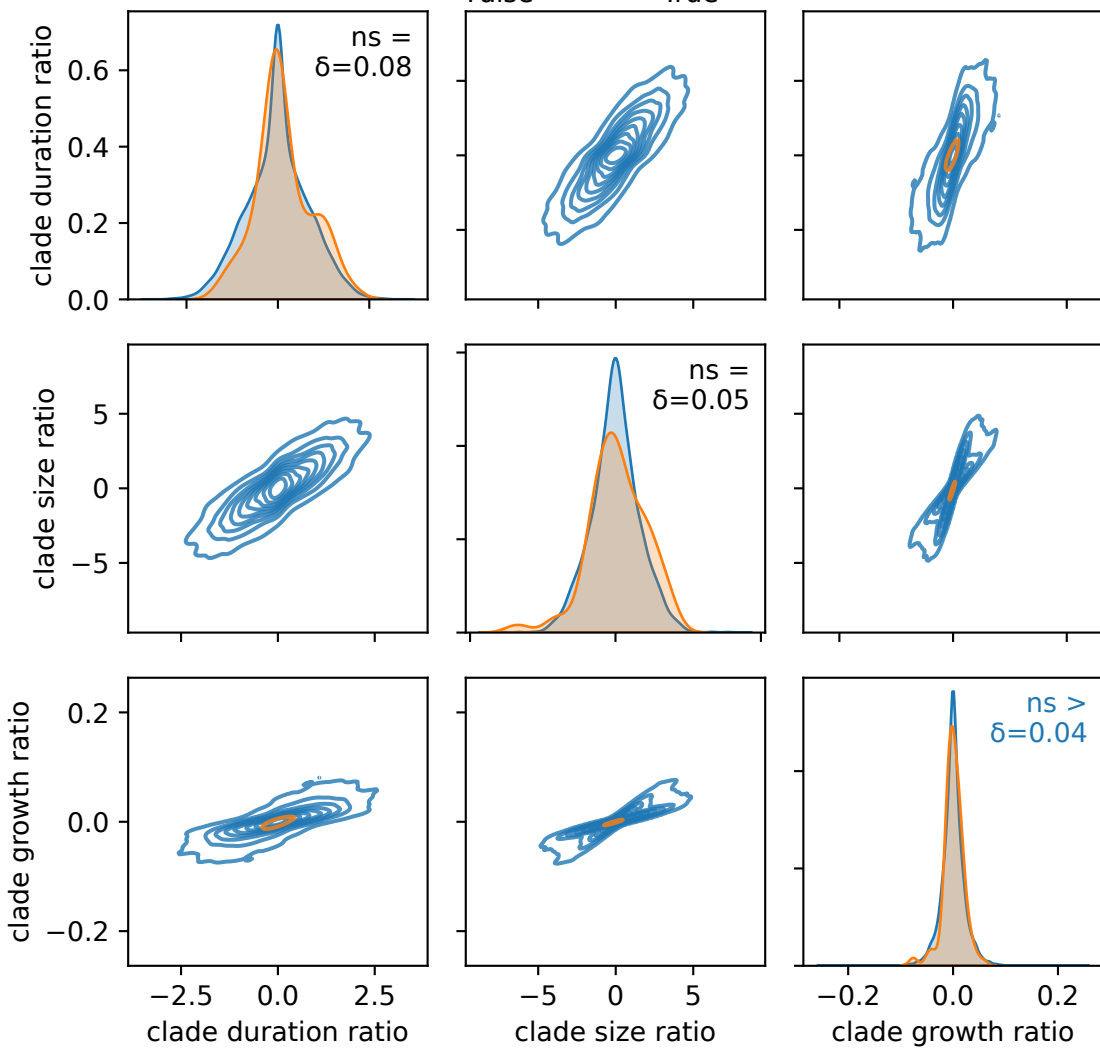 clade duration ratio
0.6
0.4
0.2
0.0
ns =
δ=0.08
clade size ratio
5
0
−5
ns =
δ=0.05
clade growth ratio
0.2
0.0
−0.2
ns >
δ=0.04
−2.5 0.0 2.5
−5 0 5
−0.2 0.0 0.2
clade duration ratio
clade size ratio
clade growth ratio